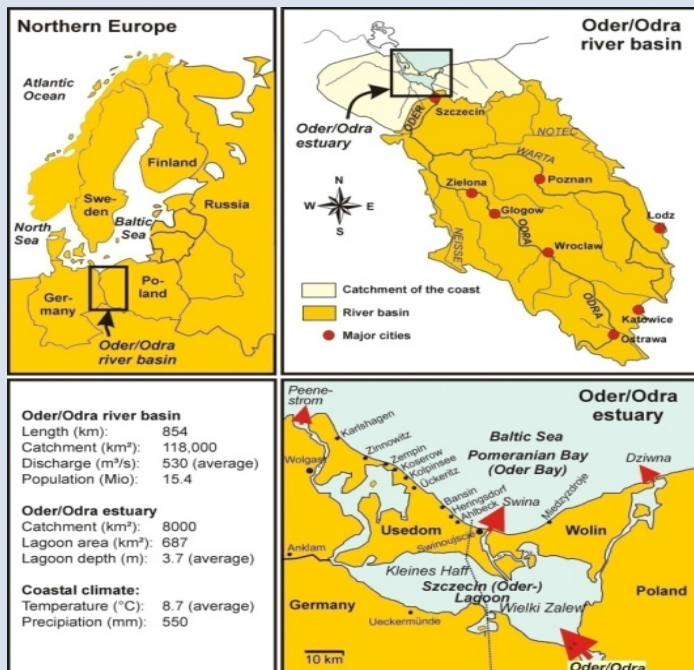 Northern Europe
Atlantic
Ocean
Finland
Swe-
den
Russia
North
Sea
Baltic
Sea
Ger-
many
Po-
land
Oder/Odra
river basin
Oder/Odra
river basin
Oder/Odra
estuary
ODER
Szczecin
NOTEC
WARTA
Poznan
Zielona
Glogow
ODRA
Lodz
NEISSE
Wroclaw
ODRA
Katowice
Ostrawa
N
W E
S
Catchment of the coast
River basin
Major cities
Oder/Odra river basin
Length (km): 854
Catchment (km²): 118,000
Discharge (m³/s): 530 (average)
Population (Mio): 15.4
Oder/Odra estuary
Catchment (km²): 8000
Lagoon area (km²): 687
Lagoon depth (m): 3.7 (average)
Coastal climate:
Temperature (°C): 8.7 (average)
Precipiation (mm): 550
Oder/Odra
estuary
Peene-
strom
Karlshagen
Zinnowitz
Zempin
Koserow
Kolpinsee
Ückeritz
Wolgast
Baltic Sea
Pomeranian Bay
(Oder Bay)
Dziwna
Bansin
Heringsdorf
Ahlbeck
Swina
Miedzyzdroje
Usedom
Swinoujscie
Wolin
Anklam
Kleines Haff
Szczecin (Oder-)
Lagoon
Wielki Zalew
Poland
Germany
Ueckermünde
10 km
Oder/Odra